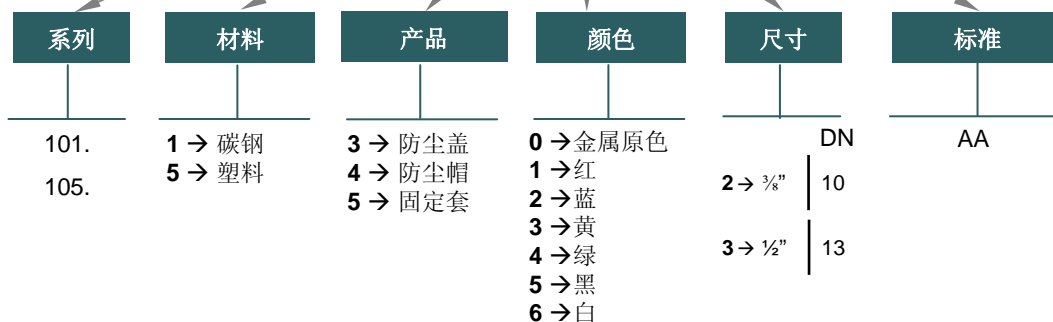 系列
材料
产品
颜色
尺寸
标准
101.
105.
1 → 碳钢
5 → 塑料
3 → 防尘盖
4 → 防尘帽
5 → 固定套
0 →金属原色
1 →红
2 →蓝
3 →黄
4 →绿
5 →黑
6 →白
DN
2 → ⅜” 10
3 → ½” 13
AA